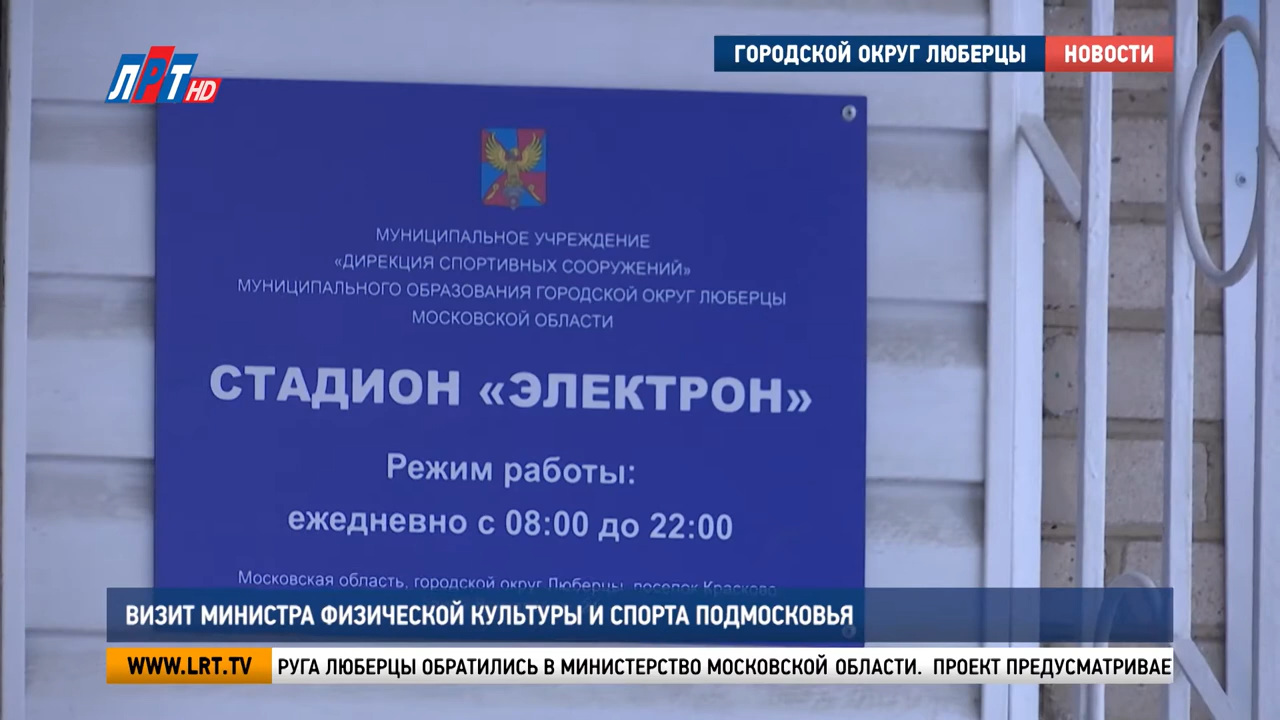 ЛРТ HD
ГОРОДСКОЙ ОКРУГ ЛЮБЕРЦЫ НОВОСТИ
МУНИЦИПАЛЬНОЕ УЧРЕЖДЕНИЕ
«ДИРЕКЦИЯ СПОРТИВНЫХ СООРУЖЕНИЙ»
МУНИЦИПАЛЬНОГО ОБРАЗОВАНИЯ ГОРОДСКОЙ ОКРУГ ЛЮБЕРЦЫ
МОСКОВСКОЙ ОБЛАСТИ
СТАДИОН «ЭЛЕКТРОН»
Режим работы:
ежедневно с 08:00 до 22:00
Московская область, городской округ Люберцы, поселок Красково
ВИЗИТ МИНИСТРА ФИЗИЧЕСКОЙ КУЛЬТУРЫ И СПОРТА ПОДМОСКОВЬЯ
WWW.LRT.TV РУГА ЛЮБЕРЦЫ ОБРАТИЛИСЬ В МИНИСТЕРСТВО МОСКОВСКОЙ ОБЛАСТИ. ПРОЕКТ ПРЕДУСМАТРИВАЕ